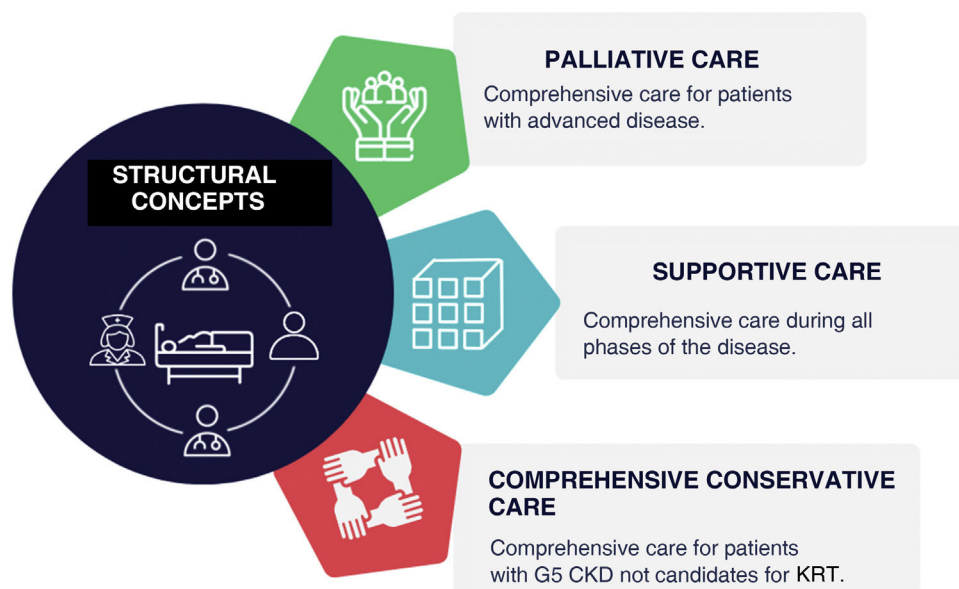 STRUCTURAL
CONCEPTS
PALLIATIVE CARE
Comprehensive care for patients
with advanced disease.
SUPPORTIVE CARE
Comprehensive care during all
phases of the disease.
COMPREHENSIVE CONSERVATIVE
CARE
Comprehensive care for patients
with G5 CKD not candidates for KRT.